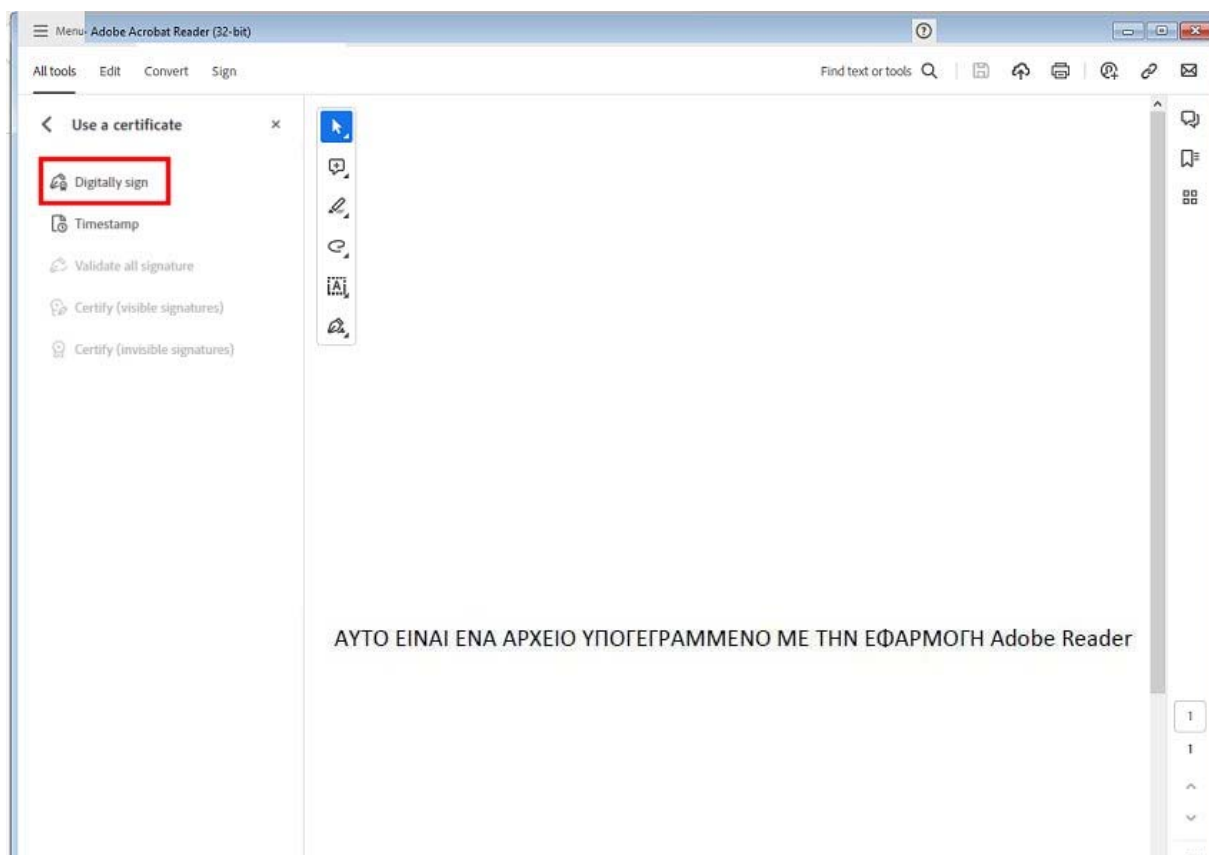 Menu Adobe Acrobat Reader (32-bit)
All tools Edit Convert Sign Find text or tools
Use a certificate
Digitally sign
Timestamp
Validate all signature
Certify (visible signatures)
Certify (invisible signatures)
ΑΥΤΟ ΕΙΝΑΙ ΕΝΑ ΑΡΧΕΙΟ ΥΠΟΓΕΓΡΑΜΜΕΝΟ ΜΕ ΤΗΝ ΕΦΑΡΜΟΓΗ Adobe Reader
1
1